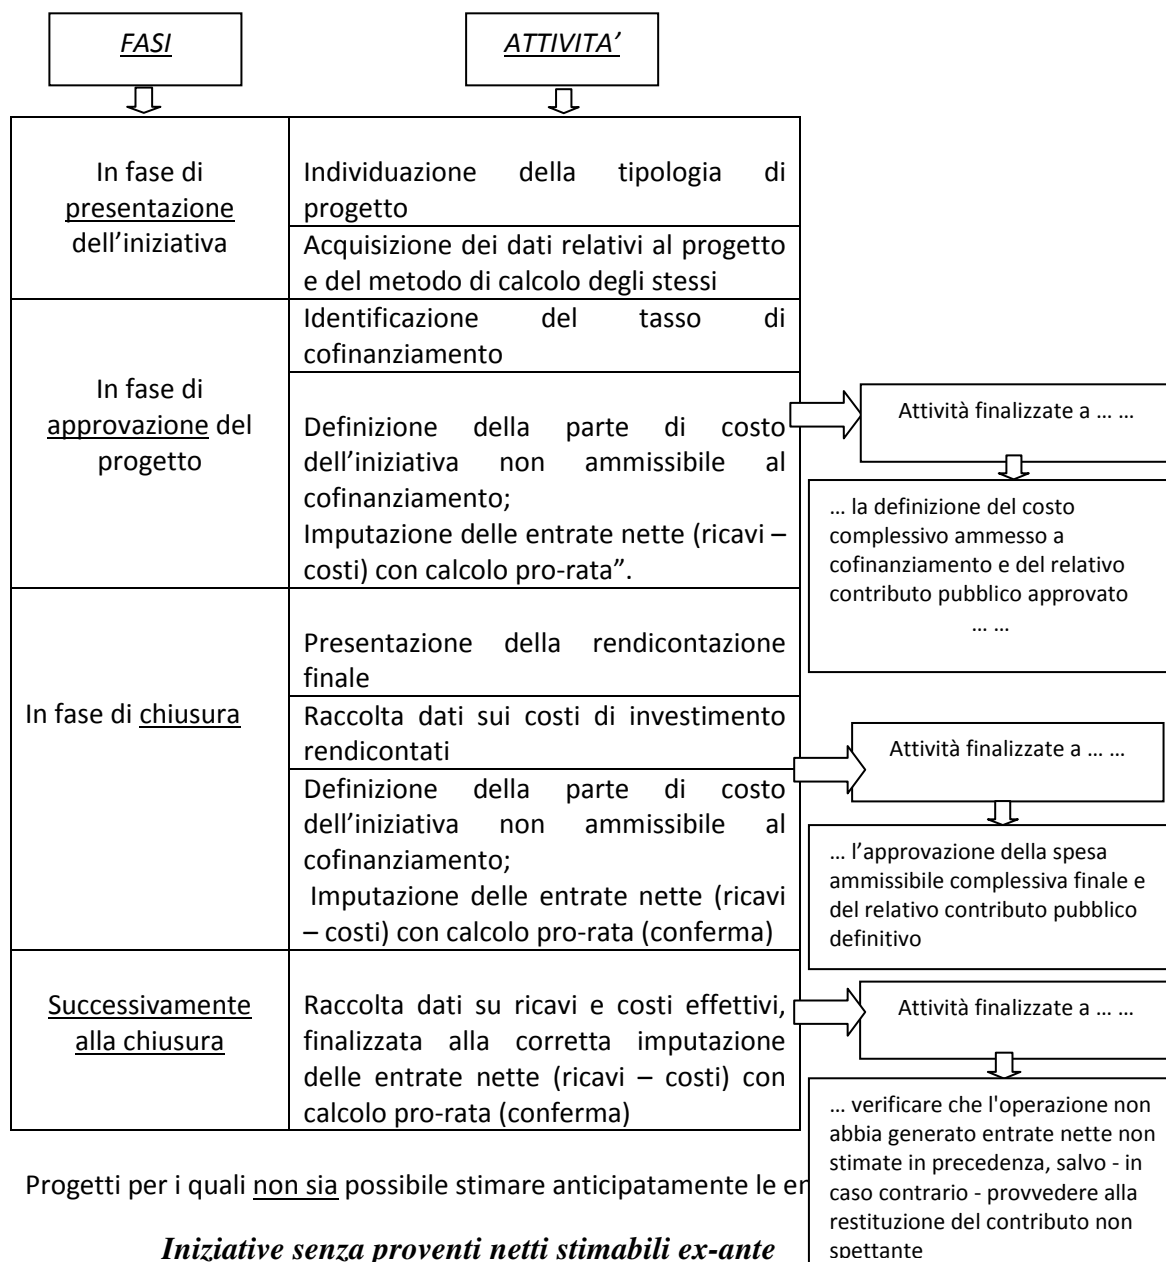 FASI
ATTIVITA’
In fase di
presentazione
dell’iniziativa
Individuazione della tipologia di
progetto
Acquisizione dei dati relativi al progetto
e del metodo di calcolo degli stessi
In fase di
approvazione del
progetto
Identificazione del tasso di
cofinanziamento
Definizione della parte di costo
dell’iniziativa non ammissibile al
cofinanziamento;
Imputazione delle entrate nette (ricavi –
costi) con calcolo pro-rata”.
Attività finalizzate a … …
… la definizione del costo
complessivo ammesso a
cofinanziamento e del relativo
contributo pubblico approvato
… …
In fase di chiusura
Presentazione della rendicontazione
finale
Raccolta dati sui costi di investimento
rendicontati
Definizione della parte di costo
dell’iniziativa non ammissibile al
cofinanziamento;
Imputazione delle entrate nette (ricavi
– costi) con calcolo pro-rata (conferma)
Attività finalizzate a … …
… l’approvazione della spesa
ammissibile complessiva finale e
del relativo contributo pubblico
definitivo
Successivamente
alla chiusura
Raccolta dati su ricavi e costi effettivi,
finalizzata alla corretta imputazione
delle entrate nette (ricavi – costi) con
calcolo pro-rata (conferma)
Attività finalizzate a … …
… verificare che l'operazione non
abbia generato entrate nette non
stimate in precedenza, salvo - in
caso contrario - provvedere alla
restituzione del contributo non
spettante
Progetti per i quali non sia possibile stimare anticipatamente le
Iniziative senza proventi netti stimabili ex-ante